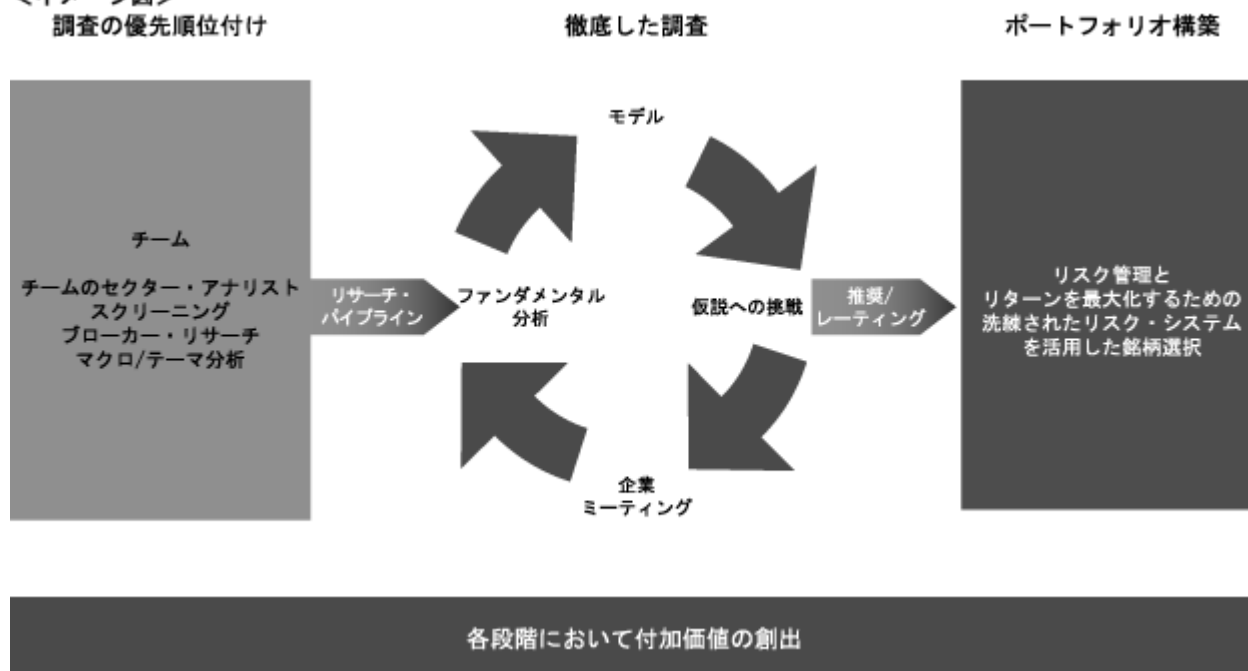 <イメージ図>
調査の優先順位付け
徹底した調査
ポートフォリオ構築
チーム
チームのセクター・アナリスト
スクリーニング
ブローカー・リサーチ
マクロ/テーマ分析
リサーチ・
パイプライン
モデル
ファンダメンタル
分析
仮説への挑戦
企業
ミーティング
推奨/
レーティング
リスク管理と
リターンを最大化するための
洗練されたリスク・システム
を活用した銘柄選択
各段階において付加価値の創出